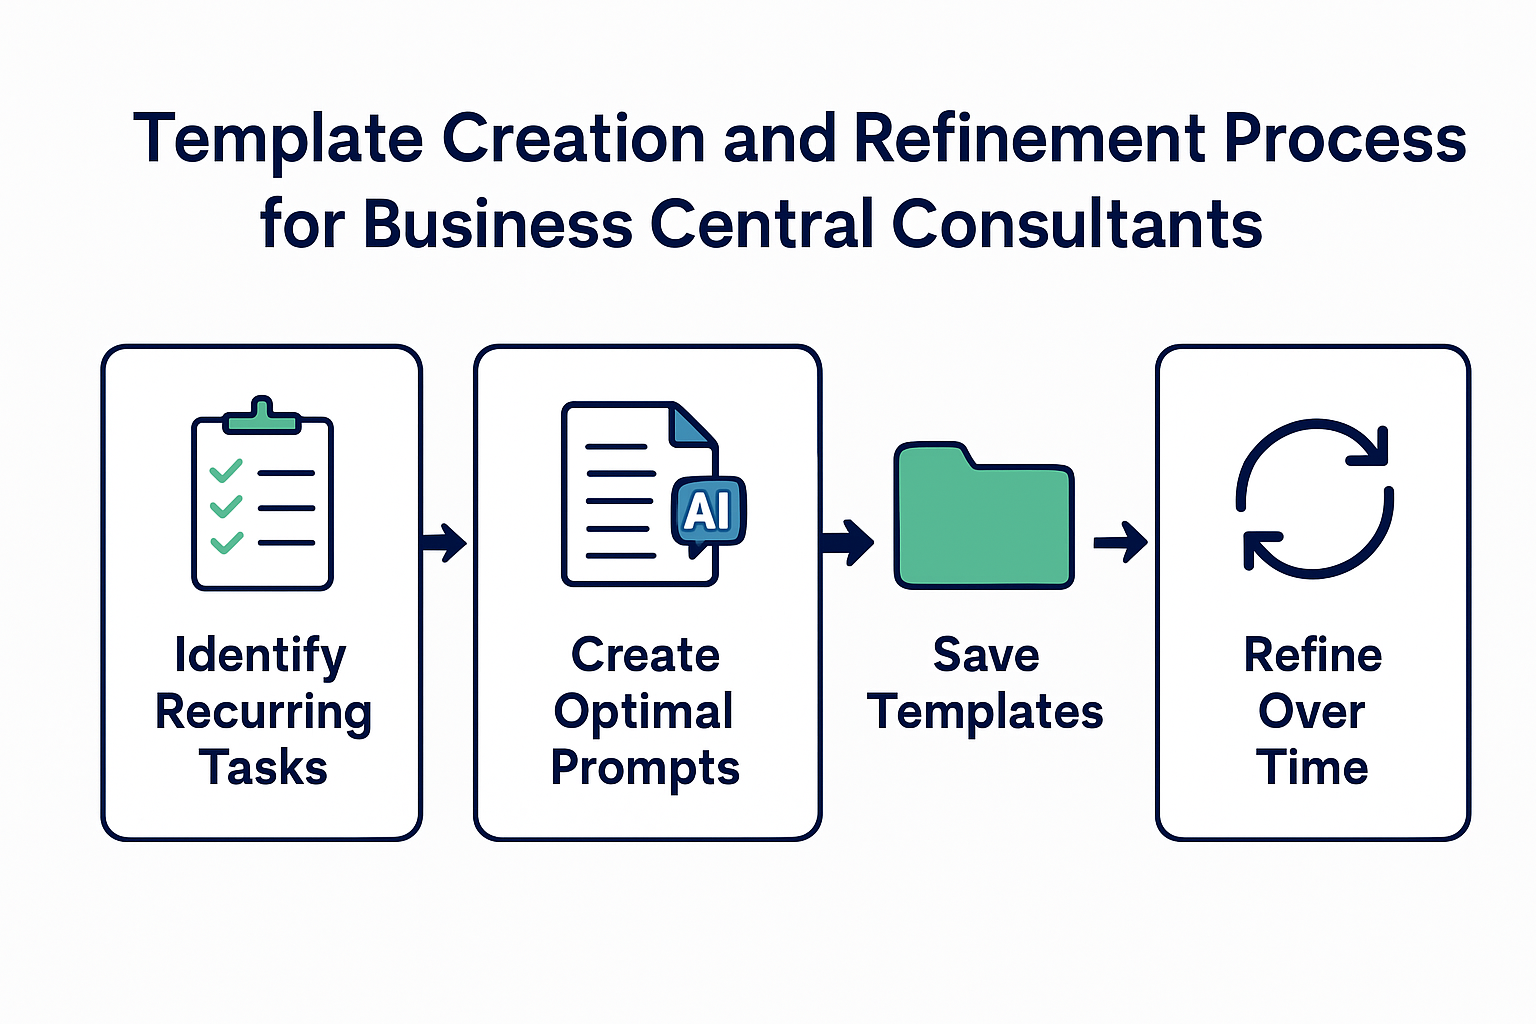 Template Creation and Refinement Process
for Business Central Consultants
Identify
Recurring
Tasks
AI
Create
Optimal
Prompts
Save
Templates
Refine
Over
Time